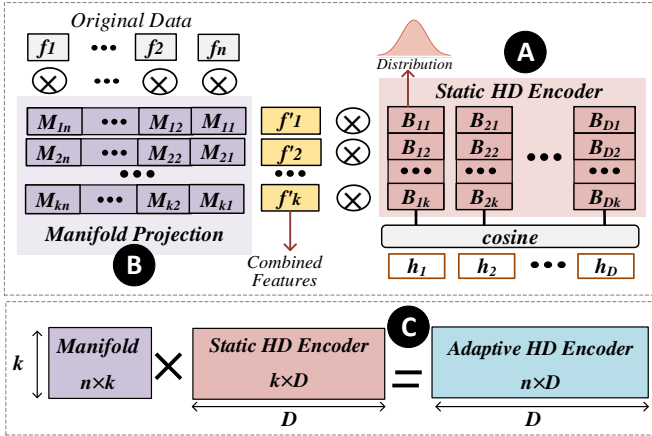 Original Data
f1 ••• f2 fn
A
Distribution
Static HD Encoder
M1n ••• M12 M11 f'1 B11 B21 BD1
M2n ••• M22 M21 f'2 B12 B22 ••• BD2
••• ••• ••• ••• •••
Mkn ••• Mk2 Mk1 f'k B1k B2k BDk
Manifold Projection
cosine
B
Combined
Features
h1 h2 ••• hD
C
k
Manifold
n×k
×
Static HD Encoder
k×D
=
Adaptive HD Encoder
n×D
D
D